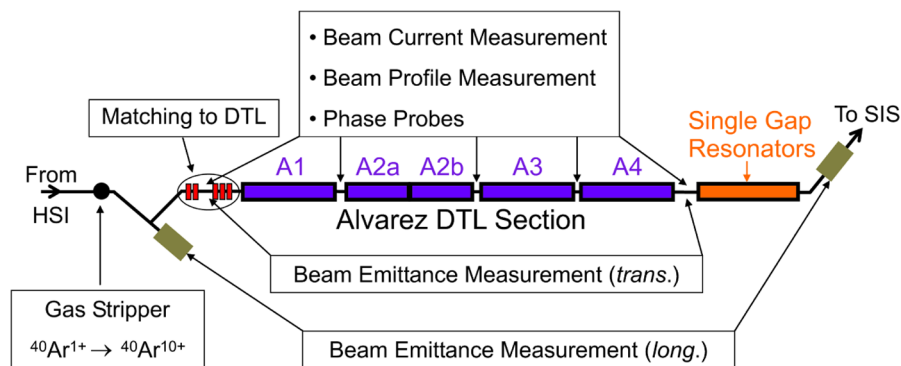 • Beam Current Measurement
• Beam Profile Measurement
• Phase Probes
Matching to DTL
To SIS
Single Gap
Resonators
From
HSI
A1
A2a
A2b
A3
A4
Alvarez DTL Section
Beam Emittance Measurement (trans.)
Gas Stripper
⁴⁰Ar¹⁺ → ⁴⁰Ar¹⁰⁺
Beam Emittance Measurement (long.)